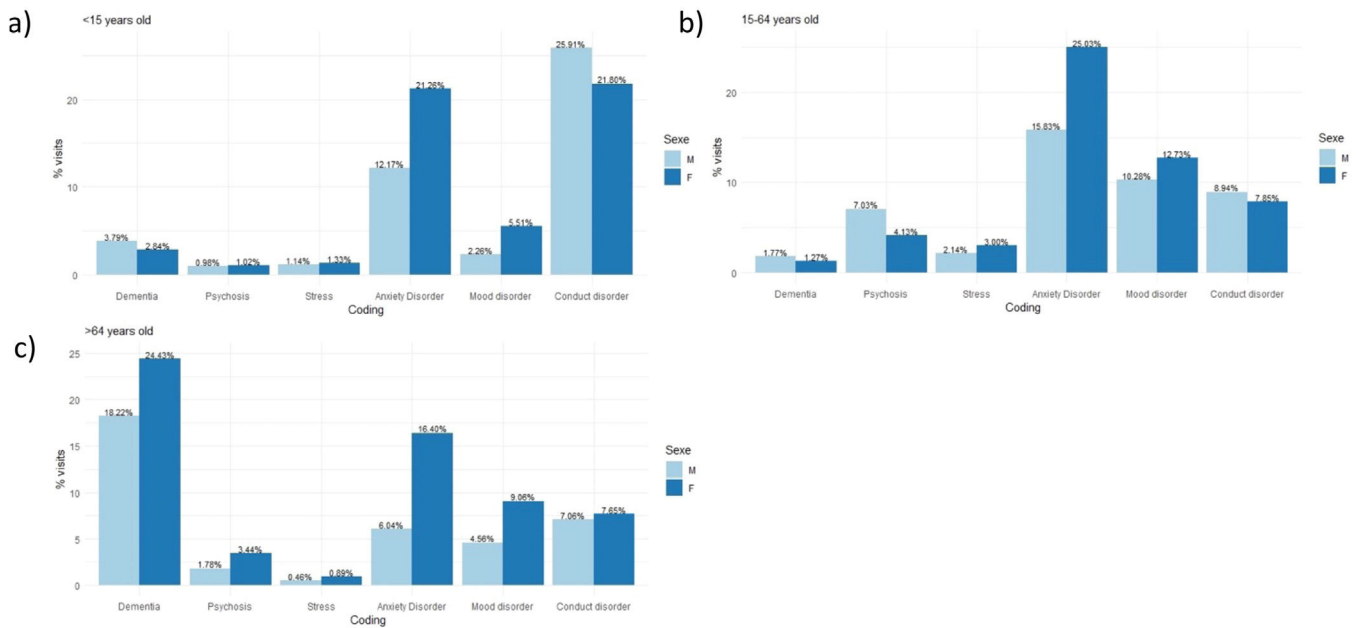 a)
<15 years old
25.91%
21.80%
21.26%
12.17%
5.51%
2.26%
3.79%
2.84%
0.98%
1.02%
1.14%
1.33%
20
10
0
% visits
Dementia
Psychosis
Stress
Anxiety Disorder
Mood disorder
Conduct disorder
Coding
Sexe
M
F
b)
15-64 years old
25.03%
15.83%
12.73%
10.28%
8.94%
7.85%
7.03%
4.13%
2.14%
3.00%
1.77%
1.27%
20
10
0
% visits
Dementia
Psychosis
Stress
Anxiety Disorder
Mood disorder
Conduct disorder
Coding
Sexe
M
F
c)
>64 years old
24.43%
18.22%
16.40%
9.06%
7.06%
7.65%
6.04%
4.56%
3.44%
1.78%
0.46%
0.89%
25
20
15
10
5
0
% visits
Dementia
Psychosis
Stress
Anxiety Disorder
Mood disorder
Conduct disorder
Coding
Sexe
M
F